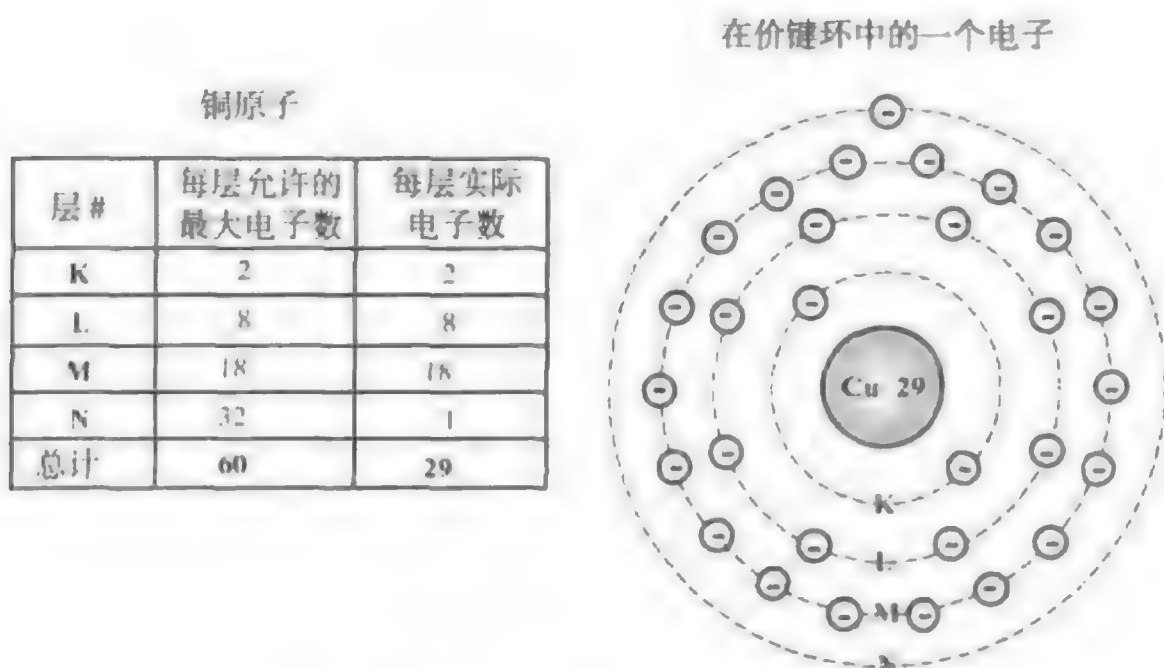 在价键环中的一个电子
铜原子
层# 每层允许的最大电子数 每层实际电子数
K 2 2
L 8 8
M 18 18
N 32 1
总计 60 29
Cu 29
K
L
M